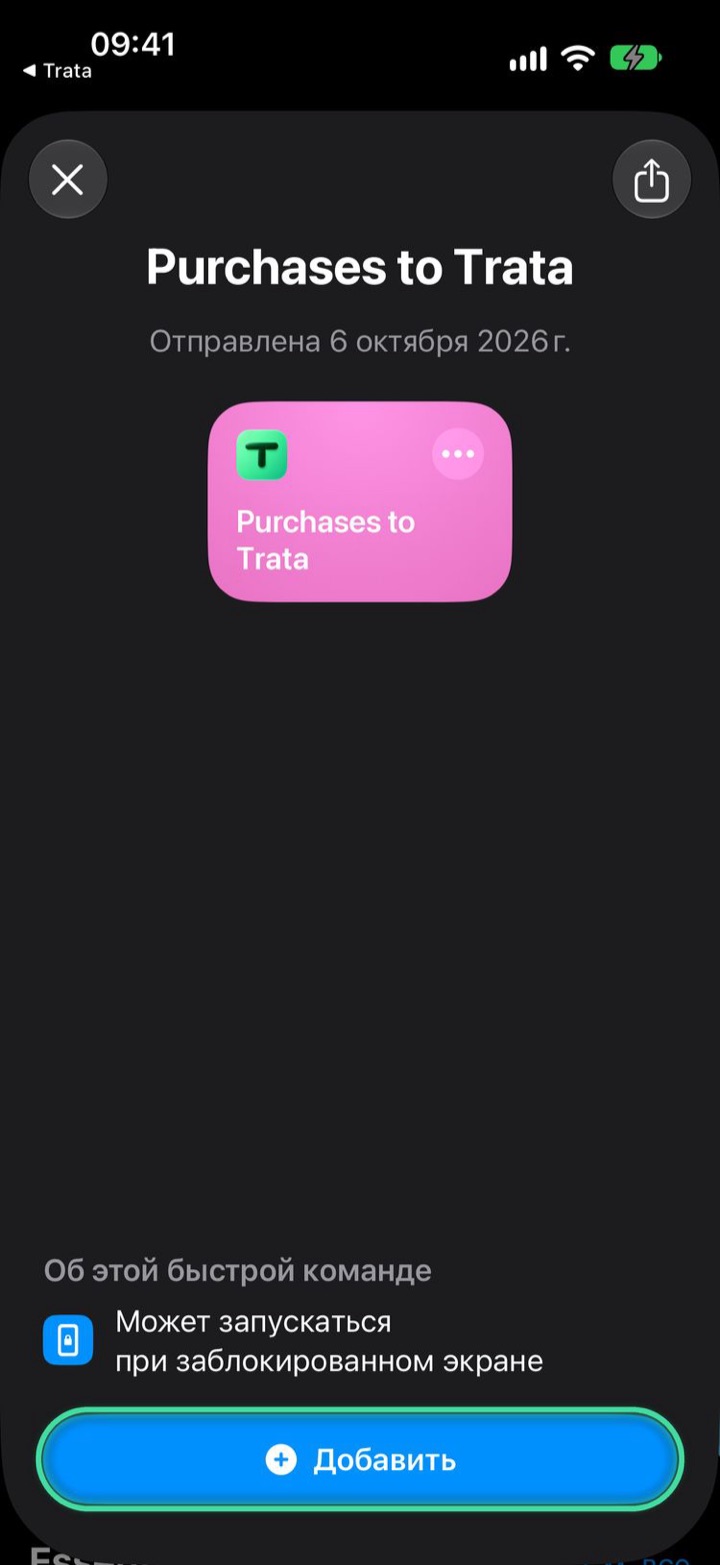 09:41
◀ Trata
Purchases to Trata
Отправлена 6 октября 2026 г.
T
Purchases to
Trata
Об этой быстрой команде
Может запускаться
при заблокированном экране
Добавить